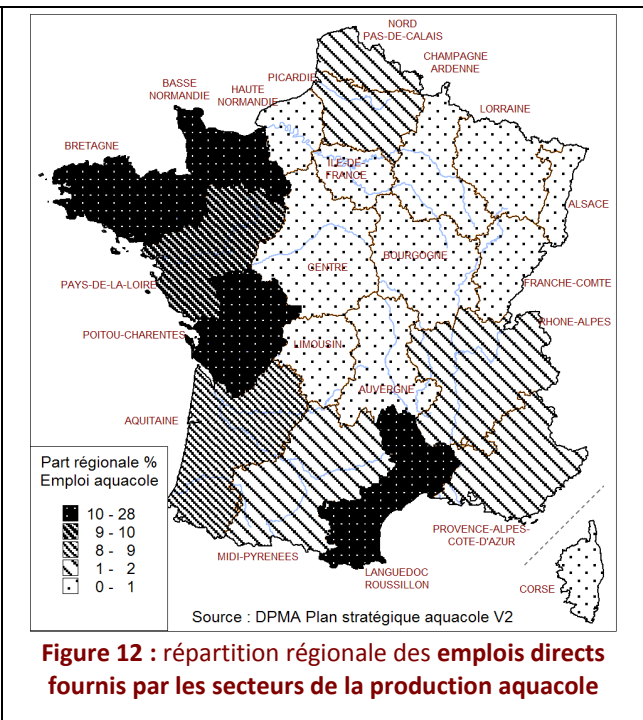 NORD
PAS-DE-CALAIS
CHAMPAGNE
ARDENNE
PICARDIE
HAUTE
NORMANDIE
BASSE
NORMANDIE
LORRAINE
BRETAGNE
ILE-DE-
FRANCE
ALSACE
CENTRE
BOURGOGNE
PAYS-DE-LA-LOIRE
FRANCHE-COMTE
RHONE-ALPES
POITOU-CHARENTES
LIMOUSIN
AUVERGNE
AQUITAINE
Part régionale %
Emploi aquacole
10 - 28
9 - 10
8 - 9
1 - 2
0 - 1
PROVENCE-ALPES-
COTE-D'AZUR
MIDI-PYRENEES
LANGUEDOC
ROUSSILLON
CORSE
Source : DPMA Plan stratégique aquacole V2
Figure 12 : répartition régionale des emplois directs
fournis par les secteurs de la production aquacole